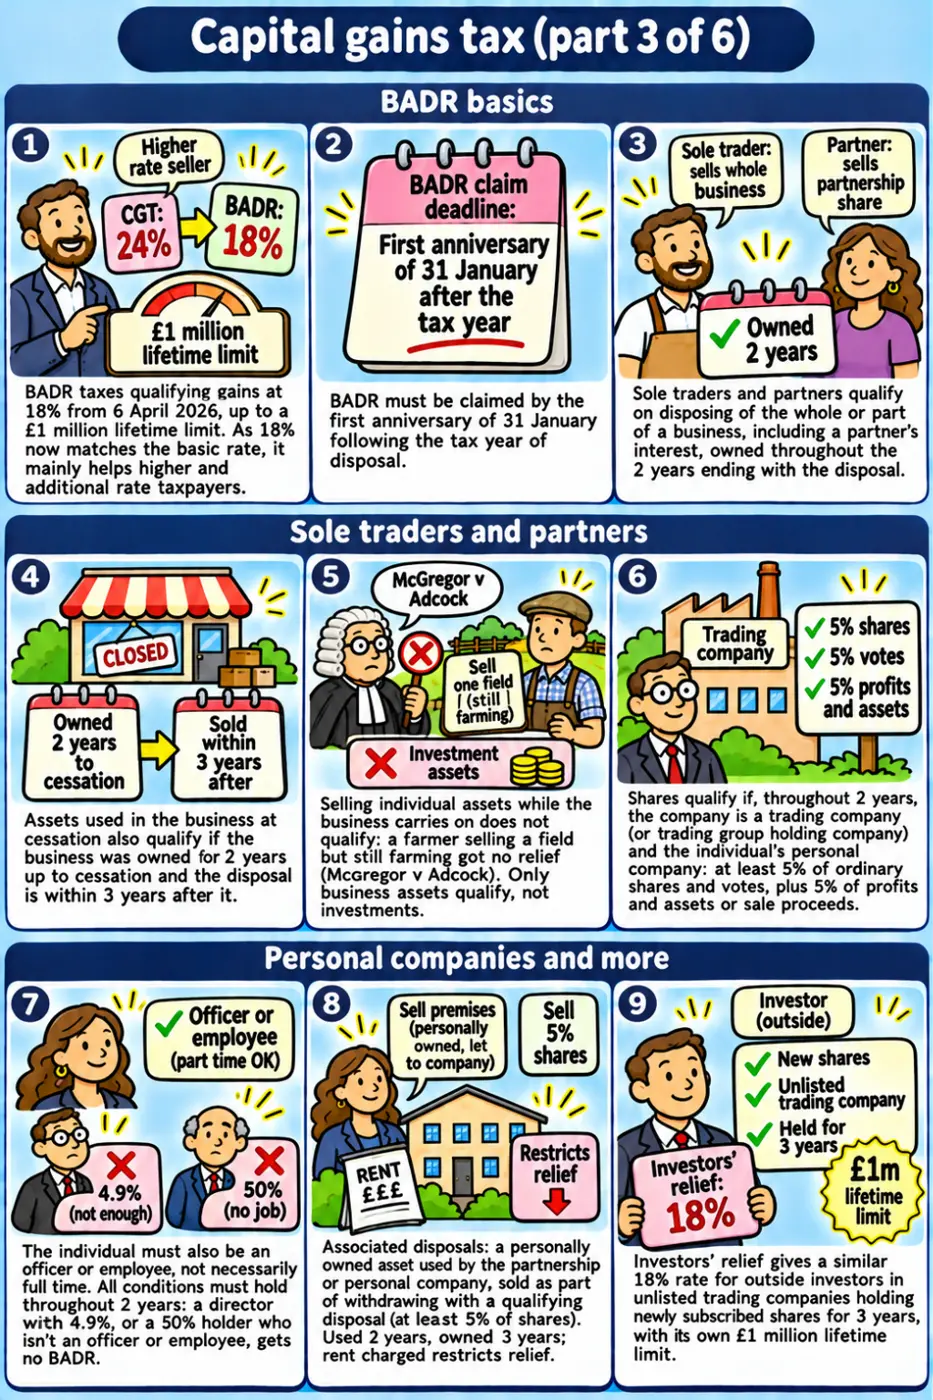 Capital gains tax (part 3 of 6)
BADR basics
1
Higher
rate seller
CGT:
24%
BADR:
18%
£1 million
lifetime limit
BADR taxes qualifying gains at
18% from 6 April 2026, up to a
£1 million lifetime limit. As 18%
now matches the basic rate, it
mainly helps higher and
additional rate taxpayers.
2
BADR claim
deadline:
First anniversary
of 31 January
after the
tax year
BADR must be claimed by the
first anniversary of 31 January
following the tax year of
disposal.
3
Sole trader:
sells whole
business
Partner:
sells
partnership
share
Owned
2 years
Sole traders and partners qualify
on disposing of the whole or part
of a business, including a partner's
interest, owned throughout the
2 years ending with the disposal.
Sole traders and partners
4
CLOSED
Owned
2 years
to
cessation
Sold
within
3 years
after
Assets used in the business at
cessation also qualify if the
business was owned for 2 years
up to cessation and the disposal
is within 3 years after it.
5
McGregor v
Adcock
Sell
one field
(still
farming)
Investment
assets
Selling individual assets while the
business carries on does not
qualify: a farmer selling a field
but still farming got no relief
(McGregor v Adcock). Only
business assets qualify, not
investments.
6
Trading
company
5% shares
5% votes
5% profits
and assets
Shares qualify if, throughout 2 years,
the company is a trading company
(or trading group holding company)
and the individual's personal
company: at least 5% of ordinary
shares and votes, plus 5% of profits
and assets or sale proceeds.
Personal companies and more
7
Officer or
employee
(part time OK)
4.9%
(not enough)
50%
(no job)
The individual must also be an
officer or employee, not necessarily
full time. All conditions must hold
throughout 2 years: a director
with 4.9%, or a 50% holder who
isn't an officer or employee, gets
no BADR.
8
Sell premises
(personally
owned, let
to company)
Sell
5%
shares
RENT
£££
Restricts
relief
Associated disposals: a personally
owned asset used by the partnership
or personal company, sold as part
of withdrawing with a qualifying
disposal (at least 5% of shares).
Used 2 years, owned 3 years;
rent charged restricts relief.
9
Investor
(outside)
New shares
Unlisted
trading company
Held for
3 years
Investors'
relief:
18%
£1m
lifetime
limit
Investors' relief gives a similar
18% rate for outside investors in
unlisted trading companies holding
newly subscribed shares for 3 years,
with its own £1 million lifetime
limit.